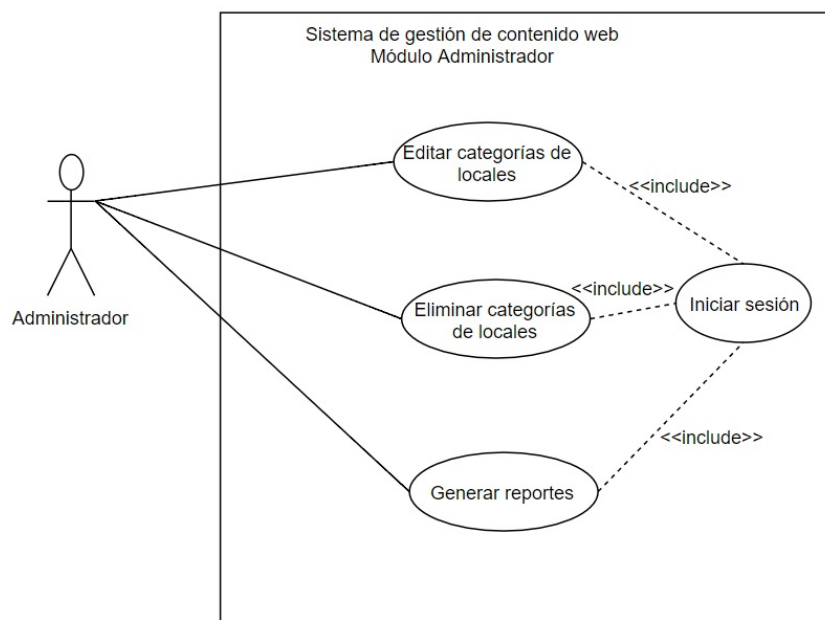 Sistema de gestión de contenido web
Módulo Administrador
Editar categorías de
locales
<<include>>
<<include>>
Eliminar categorías
de locales
Iniciar sesión
Administrador
<<include>>
Generar reportes